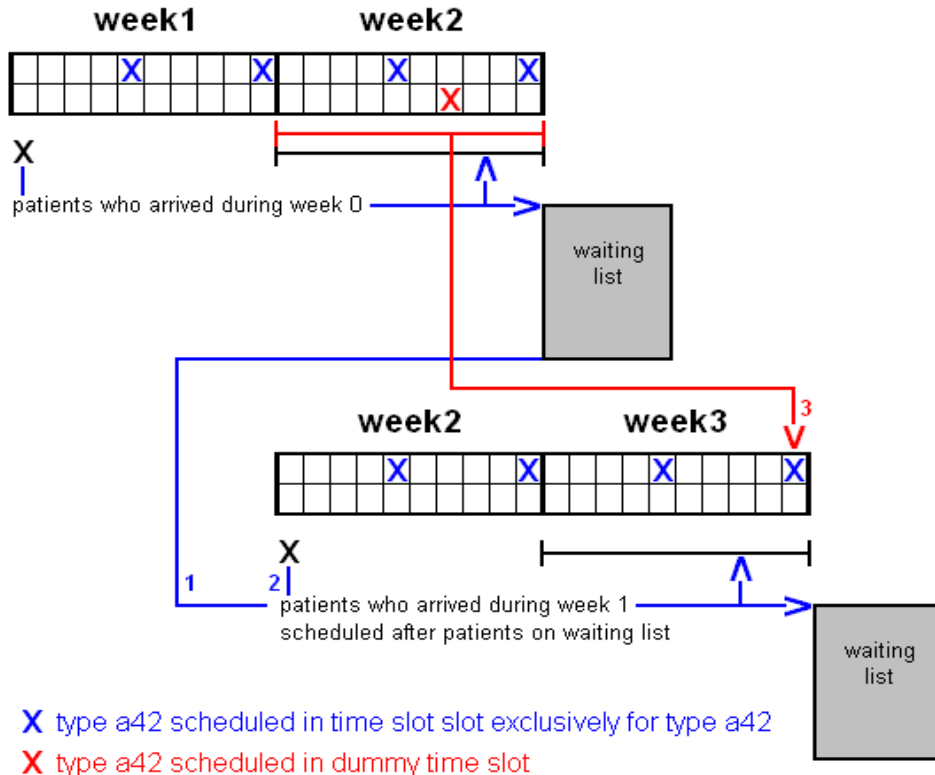 week1 week2
X X X X
X
X
patients who arrived during week 0
waiting
list
3
week2 week3
X X X X
X
1 2
patients who arrived during week 1
scheduled after patients on waiting list
waiting
list
X type a42 scheduled in time slot slot exclusively for type a42
X type a42 scheduled in dummy time slot